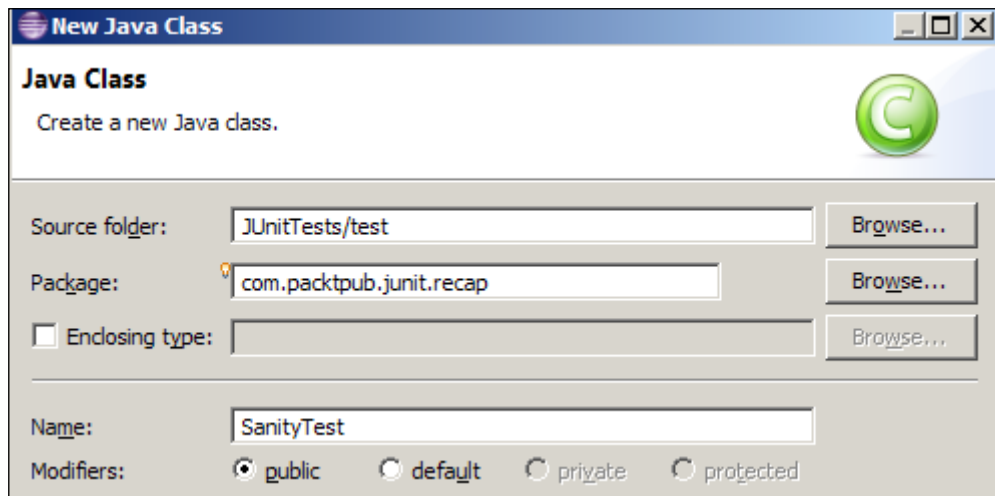 New Java Class
Java Class
Create a new Java class.
C
Source folder: JUnitTests/test Browse...
Package: com.packtpub.junit.recap Browse...
Enclosing type: Browse...
Name: SanityTest
Modifiers: public default private protected